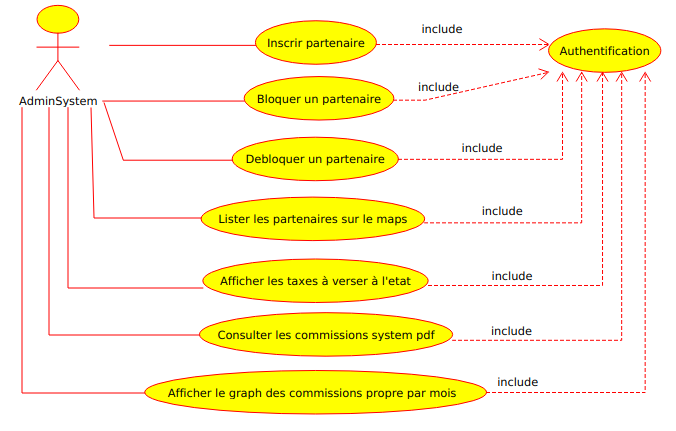 include
Inscrir partenaire
Authentification
include
AdminSystem
Bloquer un partenaire
include
Debloquer un partenaire
include
Lister les partenaires sur le maps
include
Afficher les taxes à verser à l'etat
include
Consulter les commissions system pdf
include
Afficher le graph des commissions propre par mois